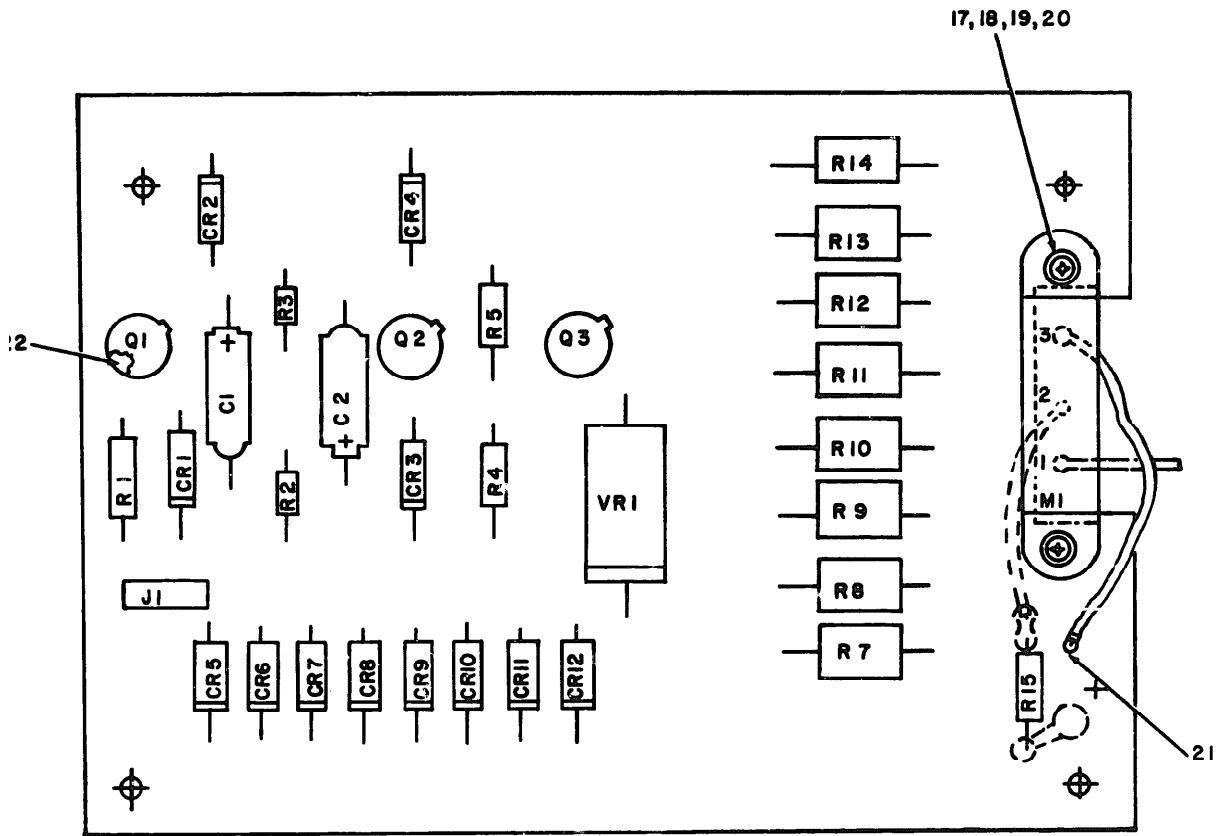 17, 18, 19, 20
R14
CR2
CR4
R13
R3
R5
R12
Q1
Q2
Q3
3
:2
R11
C1
+
C2
+
2
R10
1
R1
CR1
R2
CR3
R4
VR1
R9
M1
R8
J1
R7
CR5
CR6
CR7
CR8
CR9
CR10
CR11
CR12
R15
+
21